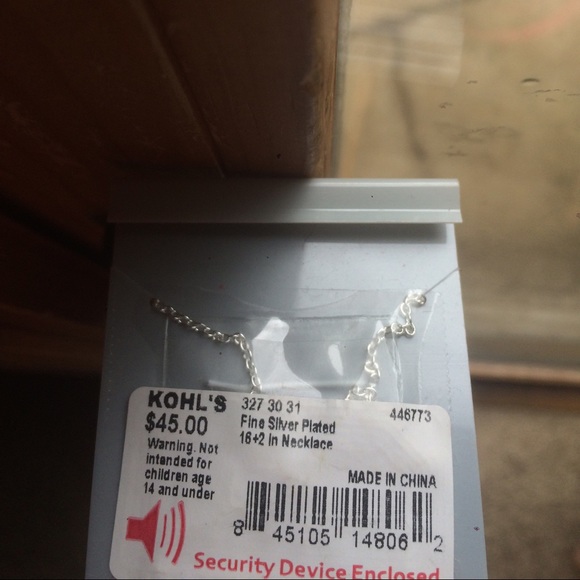 KOHL'S
$45.00
Warning. Not
intended for
children age
14 and under
327 30 31
Fine Silver Plated
16+2 in Necklace
446773
MADE IN CHINA
8 45105 14806 2
Security Device Enclosed